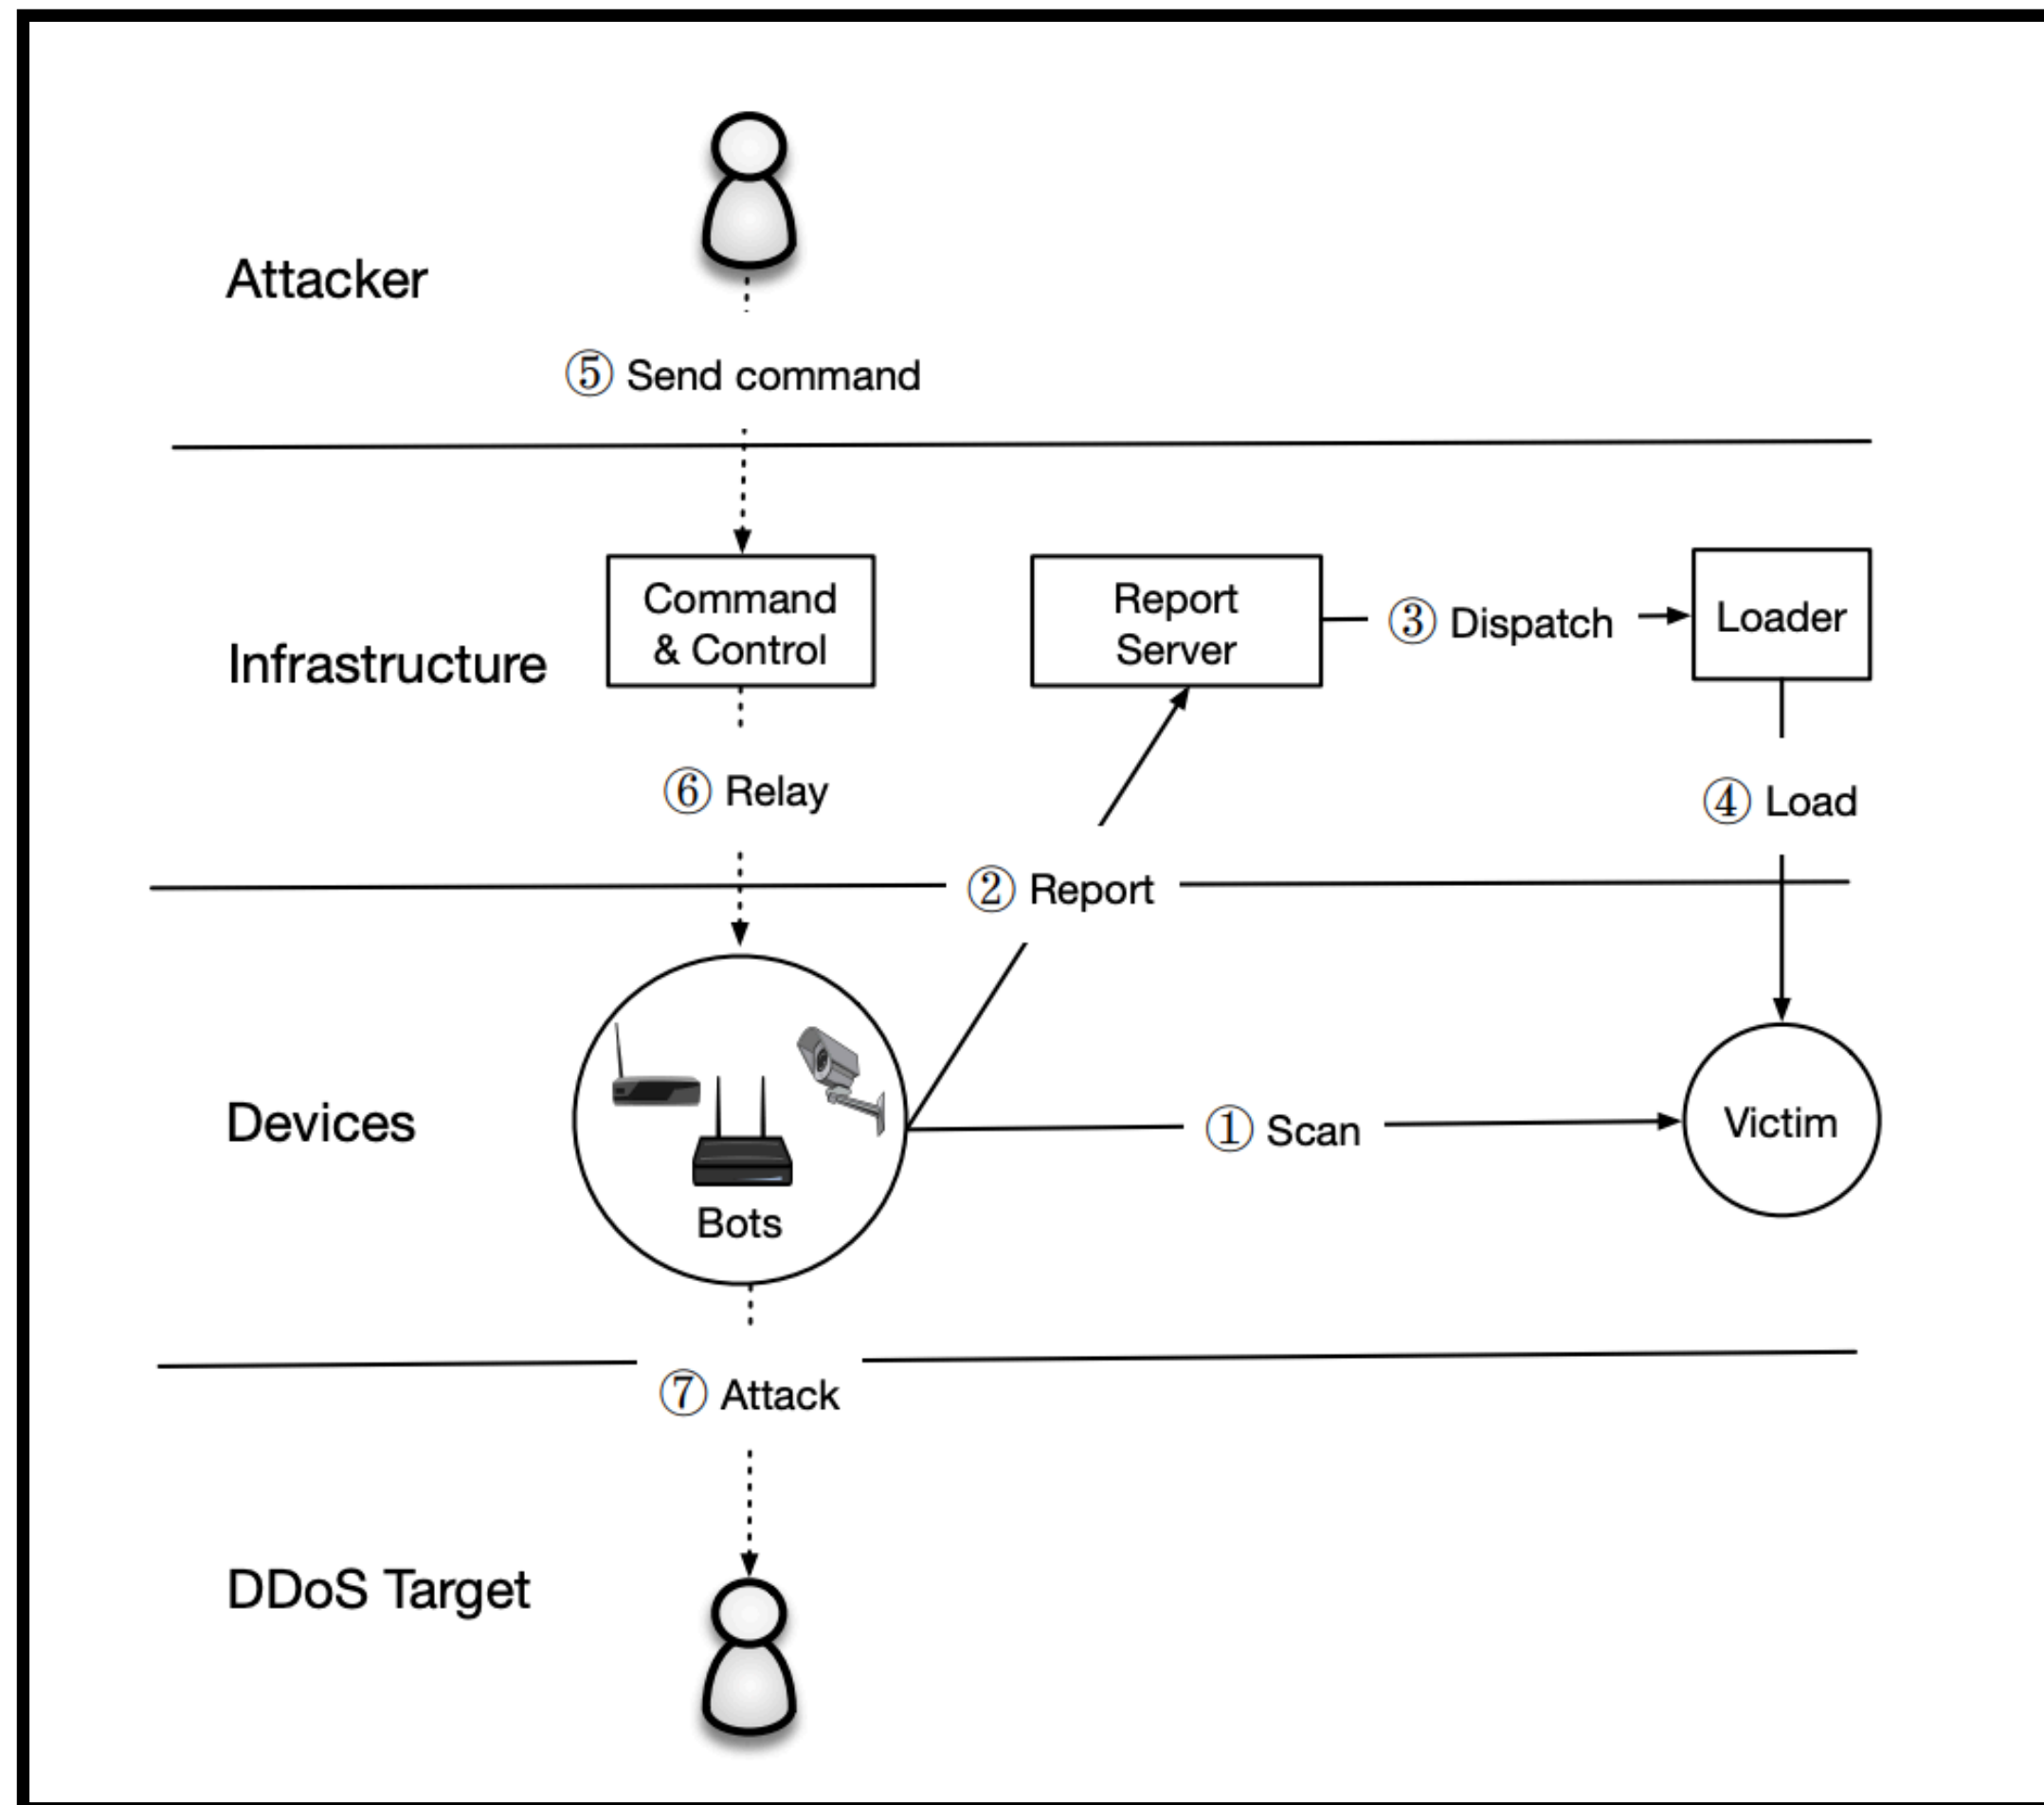 Attacker
⑤ Send command
Command
& Control
Report
Server
③ Dispatch
Loader
Infrastructure
⑥ Relay
④ Load
② Report
Devices
① Scan
Victim
Bots
⑦ Attack
DDoS Target